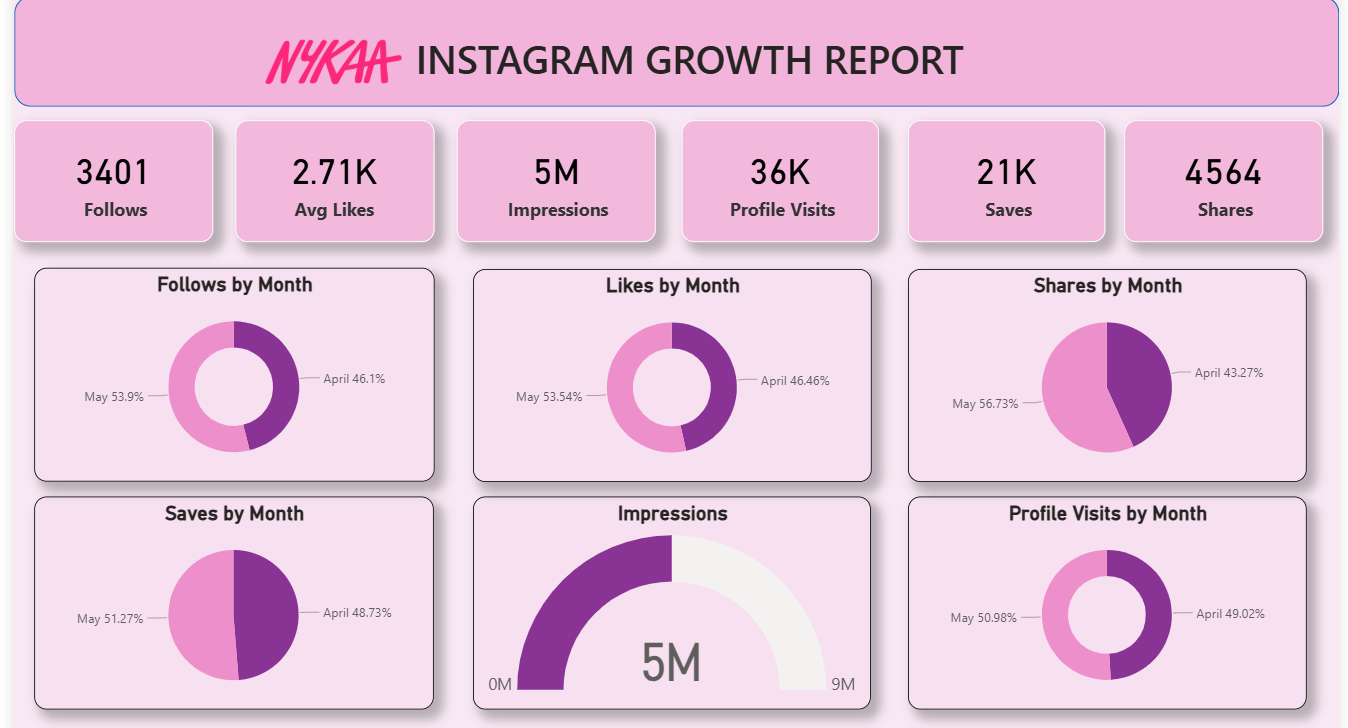 NYKAA INSTAGRAM GROWTH REPORT
3401
Follows
2.71K
Avg Likes
5M
Impressions
36K
Profile Visits
21K
Saves
4564
Shares
Follows by Month
April 46.1%
May 53.9%
Likes by Month
April 46.46%
May 53.54%
Shares by Month
April 43.27%
May 56.73%
Saves by Month
April 48.73%
May 51.27%
Impressions
5M
0M
9M
Profile Visits by Month
April 49.02%
May 50.98%